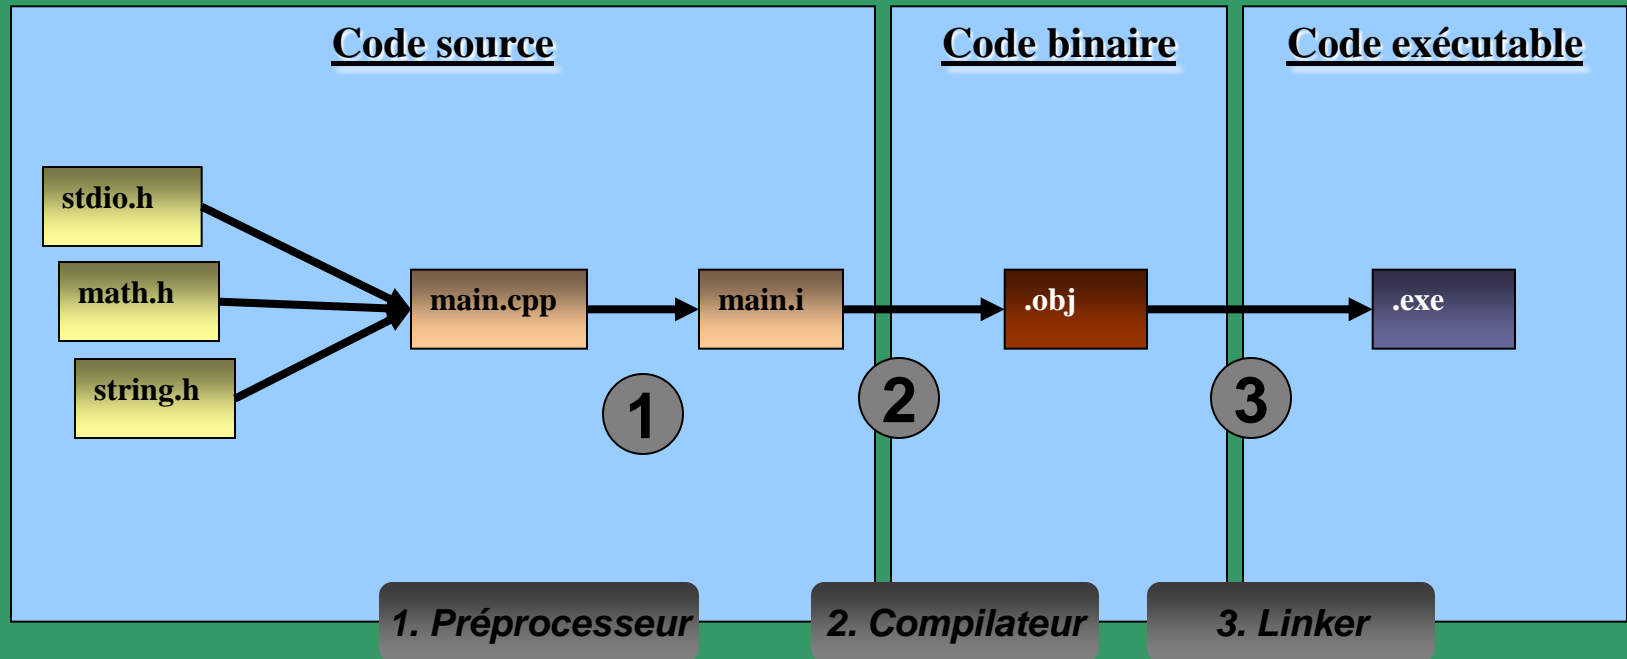 Code source
Code binaire
Code exécutable
stdio.h
math.h
string.h
main.cpp
main.i
.obj
.exe
1
2
3
1. Préprocesseur
2. Compilateur
3. Linker